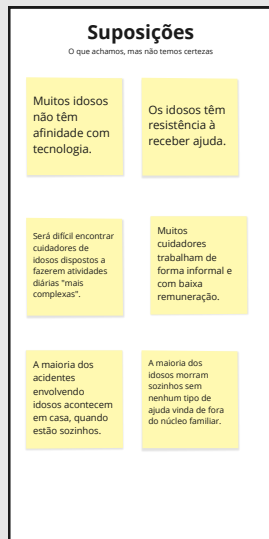 Suposições
O que achamos, mas não temos certezas
Muitos idosos
não têm
afinidade com
tecnologia.
Os idosos têm
resistência à
receber ajuda.
Será difícil encontrar
cuidadores de
idosos dispostos a
fazerem atividades
diárias "mais
complexas".
Muitos
cuidadores
trabalham de
forma informal e
com baixa
remuneração.
A maioria dos
acidentes
envolvendo
idosos acontecem
em casa, quando
estão sozinhos.
A maioria dos
idosos morram
sozinhos sem
nenhum tipo de
ajuda vinda de fora
do núcleo familiar.